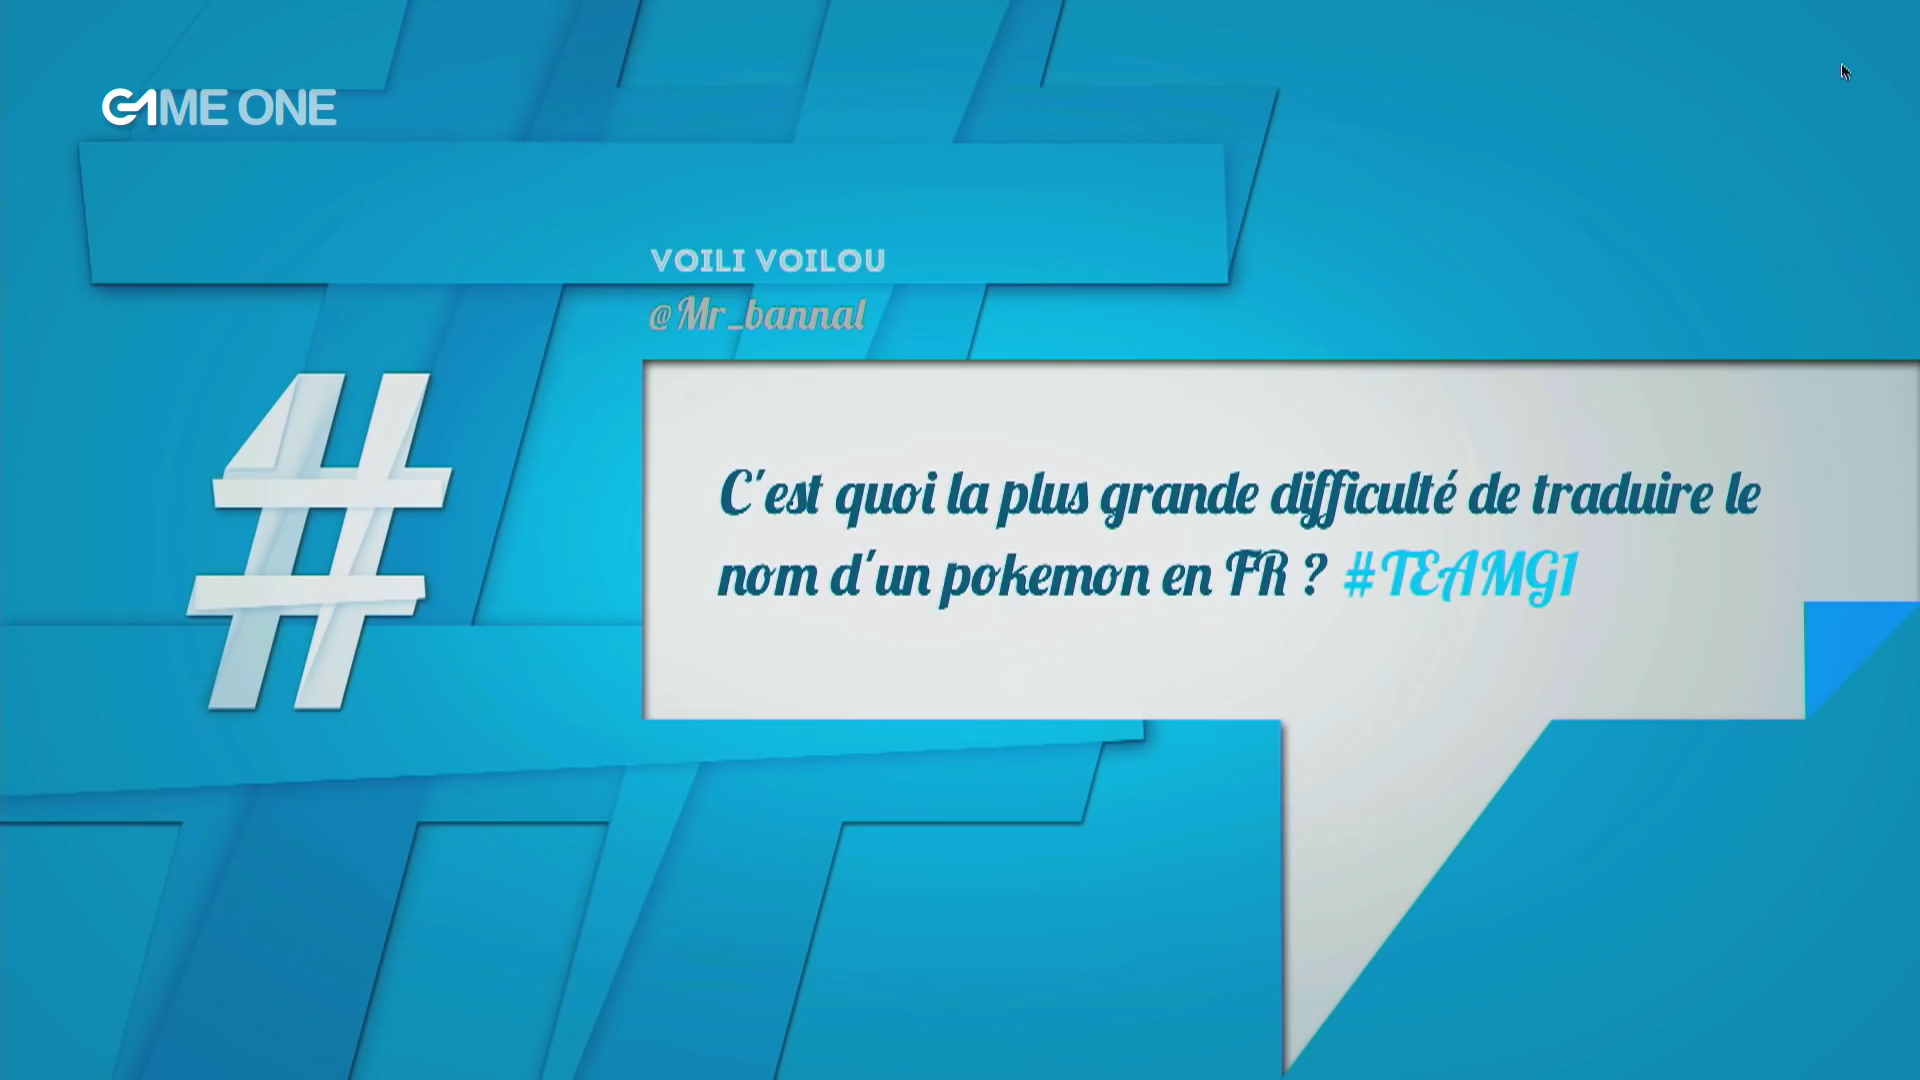 GAME ONE
VOILI VOILOU
@Mr_bannal
C'est quoi la plus grande difficulté de traduire le
nom d'un pokemon en FR ? #TEAMG1